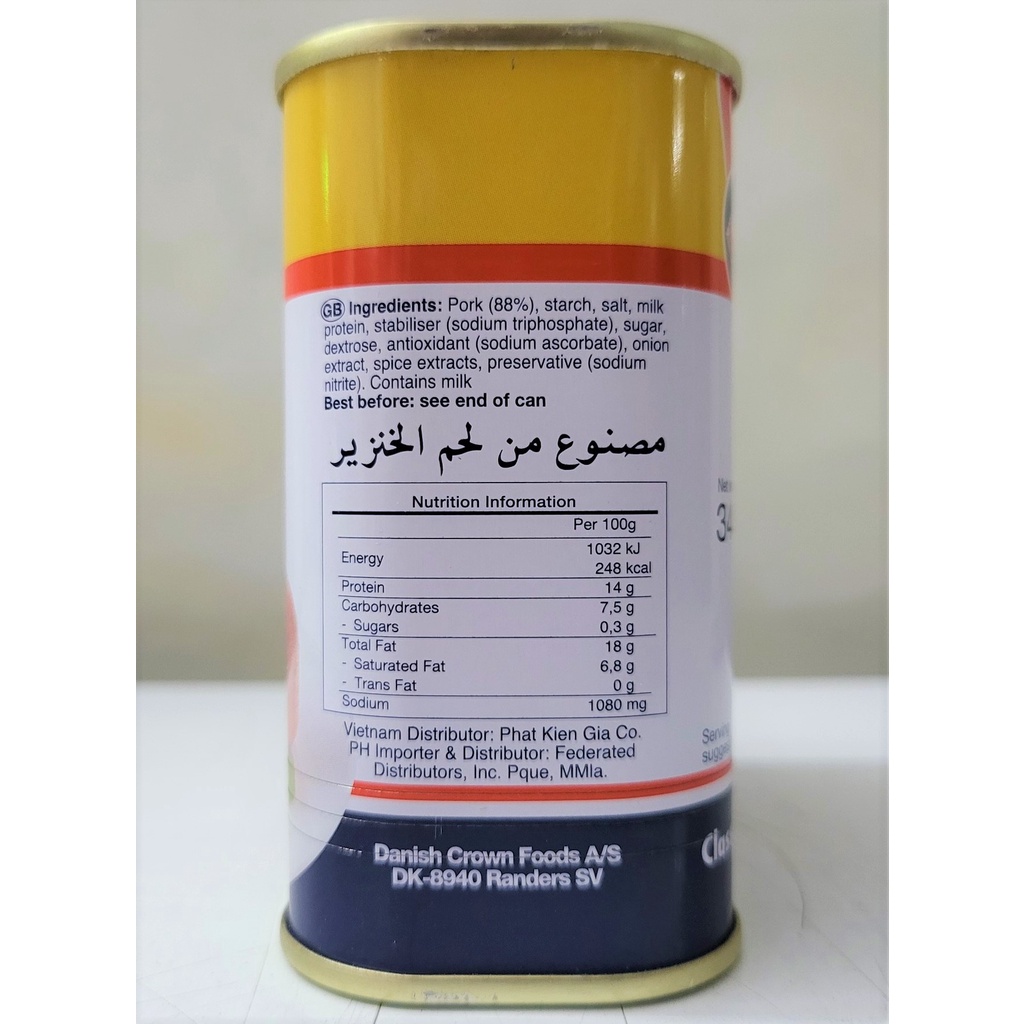 GB Ingredients: Pork (88%), starch, salt, milk
protein, stabiliser (sodium triphosphate), sugar,
dextrose, antioxidant (sodium ascorbate), onion
extract, spice extracts, preservative (sodium
nitrite). Contains milk
Best before: see end of can
مصنوع من لحم الخنزير
Nutrition Information
Per 100g
Energy 1032 kJ
248 kcal
Protein 14 g
Carbohydrates 7,5 g
- Sugars 0,3 g
Total Fat 18 g
- Saturated Fat 6,8 g
- Trans Fat 0 g
Sodium 1080 mg
Vietnam Distributor: Phat Kien Gia Co.
PH Importer & Distributor: Federated
Distributors, Inc. Pque, MMla.
Danish Crown Foods A/S
DK-8940 Randers SV